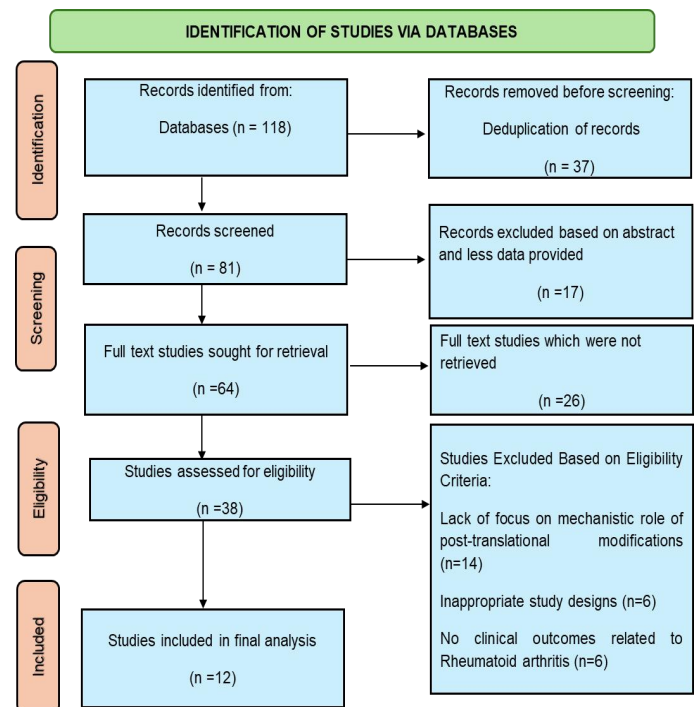 IDENTIFICATION OF STUDIES VIA DATABASES
Identification
Records identified from:
Databases (n = 118)
Records removed before screening:
Deduplication of records
(n = 37)
Screening
Records screened
(n = 81)
Records excluded based on abstract
and less data provided
(n =17)
Full text studies sought for retrieval
(n =64)
Full text studies which were not
retrieved
(n =26)
Eligibility
Studies assessed for eligibility
(n =38)
Studies Excluded Based on Eligibility
Criteria:
Lack of focus on mechanistic role of
post-translational modifications
(n=14)
Inappropriate study designs (n=6)
No clinical outcomes related to
Rheumatoid arthritis (n=6)
Included
Studies included in final analysis
(n =12)